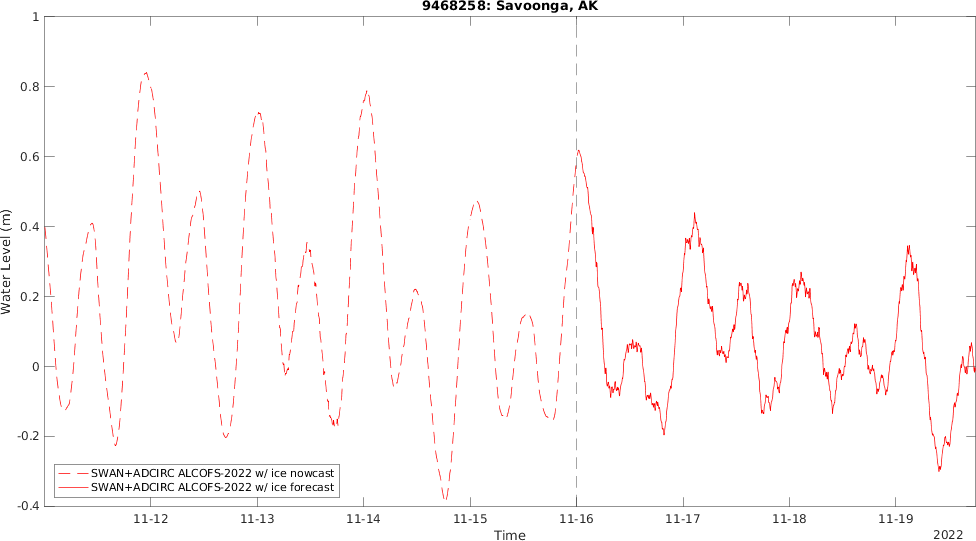 9468258: Savoonga, AK
Water Level (m)
1
0.8
0.6
0.4
0.2
0
-0.2
-0.4
SWAN+ADCIRC ALCOFS-2022 w/ ice nowcast
SWAN+ADCIRC ALCOFS-2022 w/ ice forecast
11-12 11-13 11-14 11-15 11-16 11-17 11-18 11-19
Time
2022